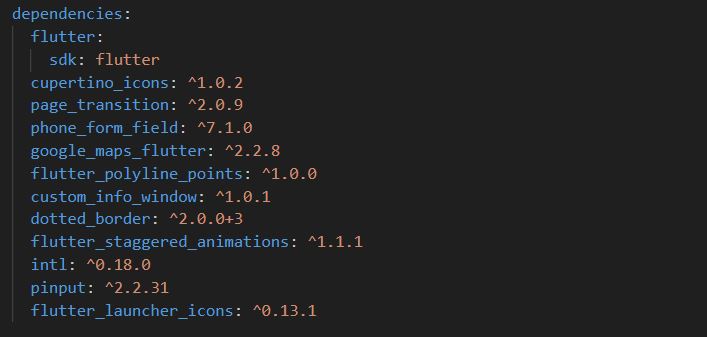 dependencies:
flutter:
sdk: flutter
cupertino_icons: ^1.0.2
page_transition: ^2.0.9
phone_form_field: ^7.1.0
google_maps_flutter: ^2.2.8
flutter_polyline_points: ^1.0.0
custom_info_window: ^1.0.1
dotted_border: ^2.0.0+3
flutter_staggered_animations: ^1.1.1
intl: ^0.18.0
pinput: ^2.2.31
flutter_launcher_icons: ^0.13.1